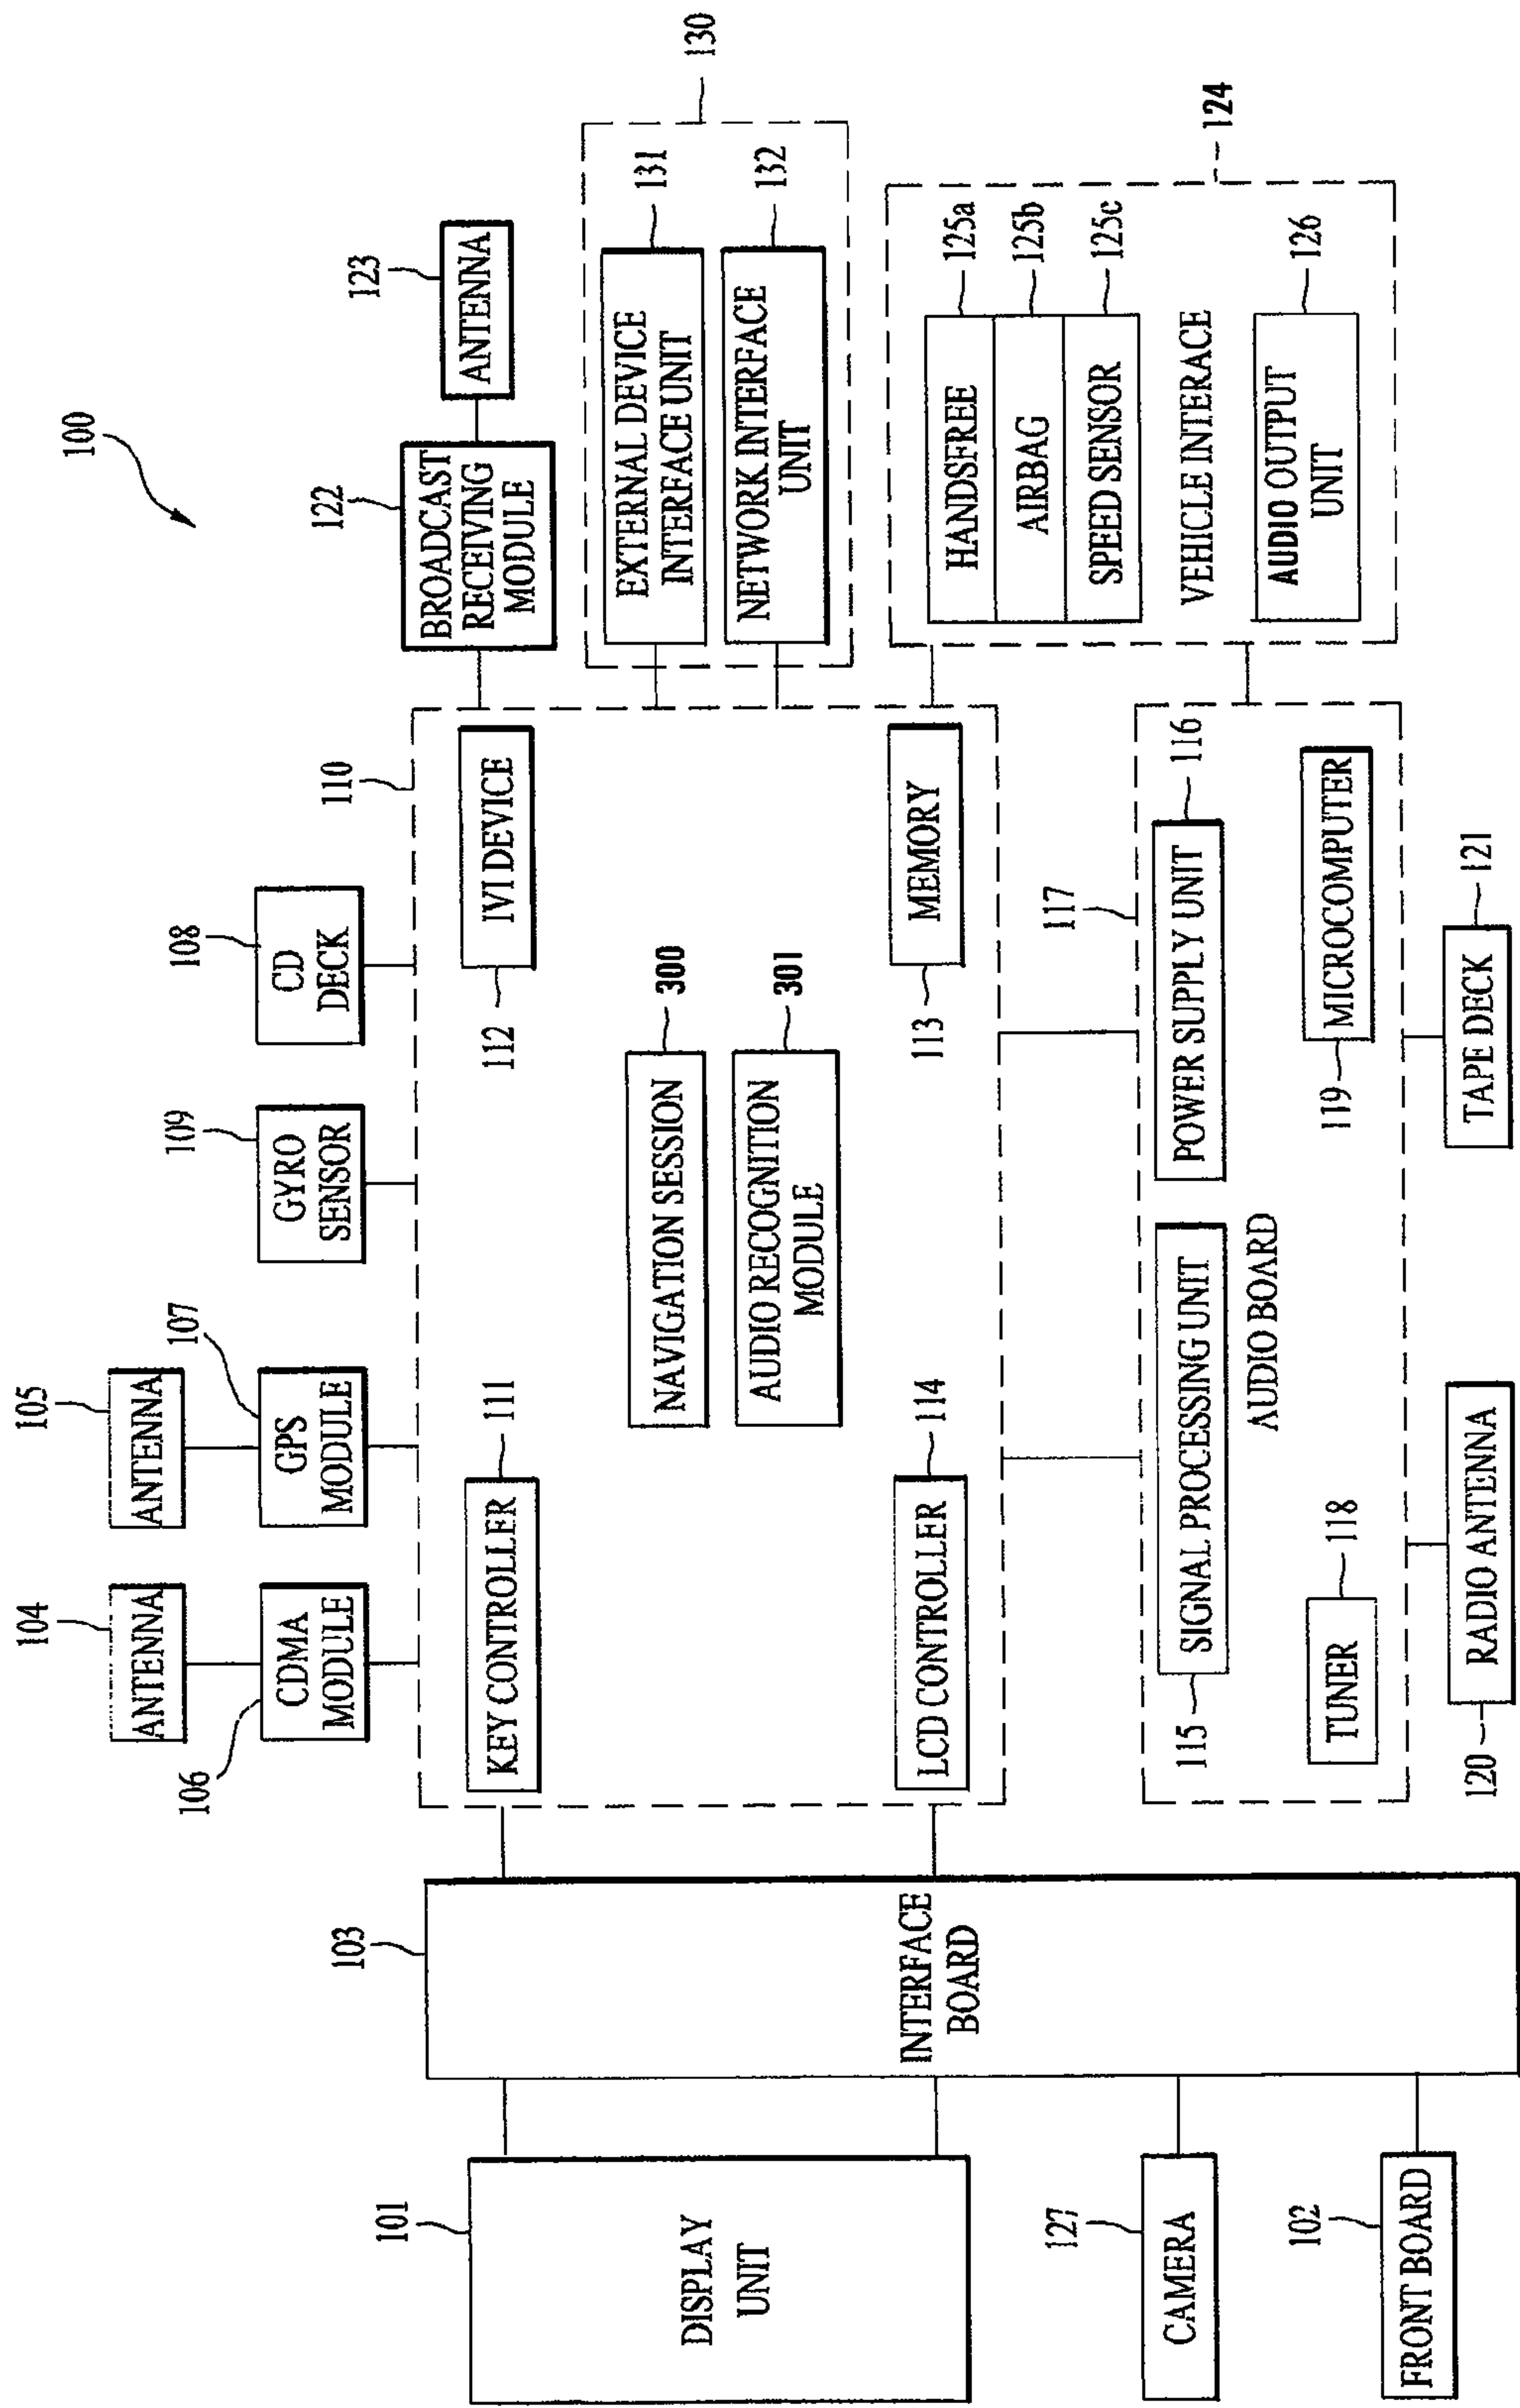 100
104
ANTENNA
105
ANTENNA
106
CDMA
MODULE
107
GPS
MODULE
109
GYRO
SENSOR
108
CD
DECK
110
122
BROADCAST
RECEIVING
MODULE
123
ANTENNA
101
DISPLAY
UNIT
127
CAMERA
102
FRONT BOARD
103
INTERFACE
BOARD
KEY CONTROLLER
111
112
IVI DEVICE
NAVIGATION SESSION
300
AUDIO RECOGNITION
MODULE
301
LCD CONTROLLER
114
113
MEMORY
130
EXTERNAL DEVICE
INTERFACE UNIT
131
NETWORK INTERFACE
UNIT
132
124
HANDSFREE
125a
AIRBAG
125b
SPEED SENSOR
125c
VEHICLE INTERACE
AUDIO OUTPUT
UNIT
126
117
115
SIGNAL PROCESSING UNIT
POWER SUPPLY UNIT
116
AUDIO BOARD
TUNER
118
119
MICROCOMPUTER
120
RADIO ANTENNA
TAPE DECK
121